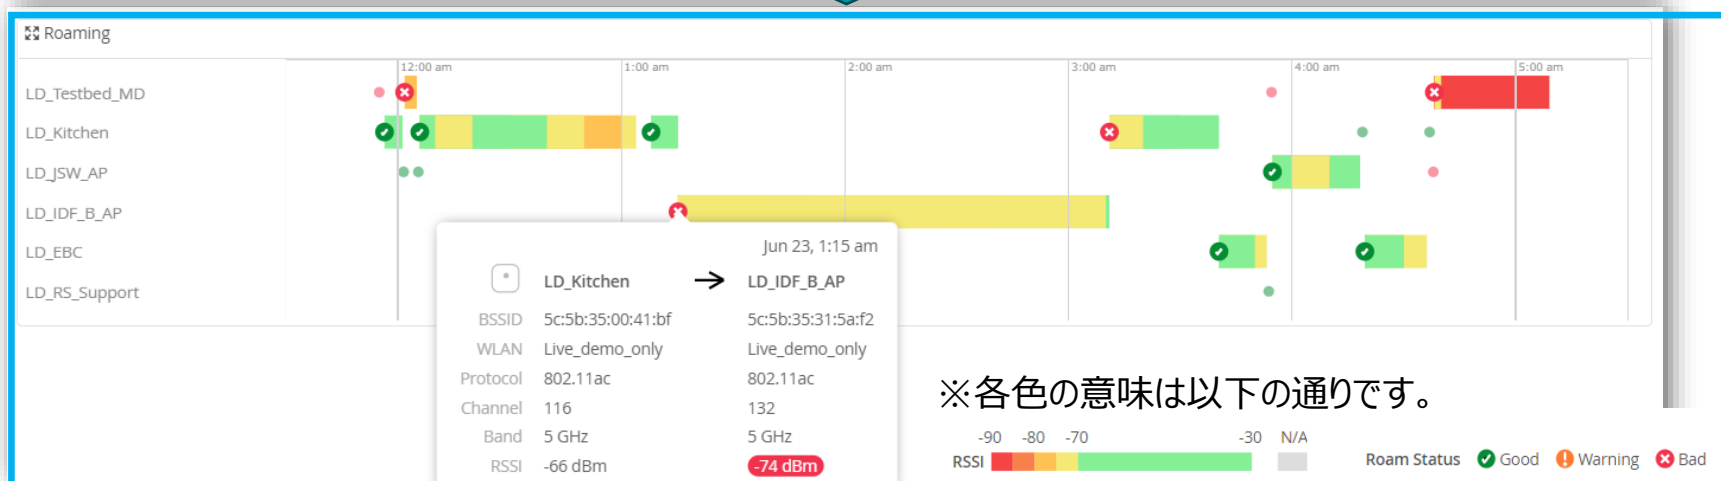 Roaming
12:00 am 1:00 am 2:00 am 3:00 am 4:00 am 5:00 am
LD_Testbed_MD
LD_Kitchen
LD_JSW_AP
LD_IDF_B_AP
LD_EBC
LD_RS_Support
Jun 23, 1:15 am
LD_Kitchen → LD_IDF_B_AP
BSSID 5c:5b:35:00:41:bf 5c:5b:35:31:5a:f2
WLAN Live_demo_only Live_demo_only
Protocol 802.11ac 802.11ac
Channel 116 132
Band 5 GHz 5 GHz
RSSI -66 dBm -74 dBm
※各色の意味は以下の通りです。
-90 -80 -70 -30 N/A
RSSI
Roam Status Good Warning Bad